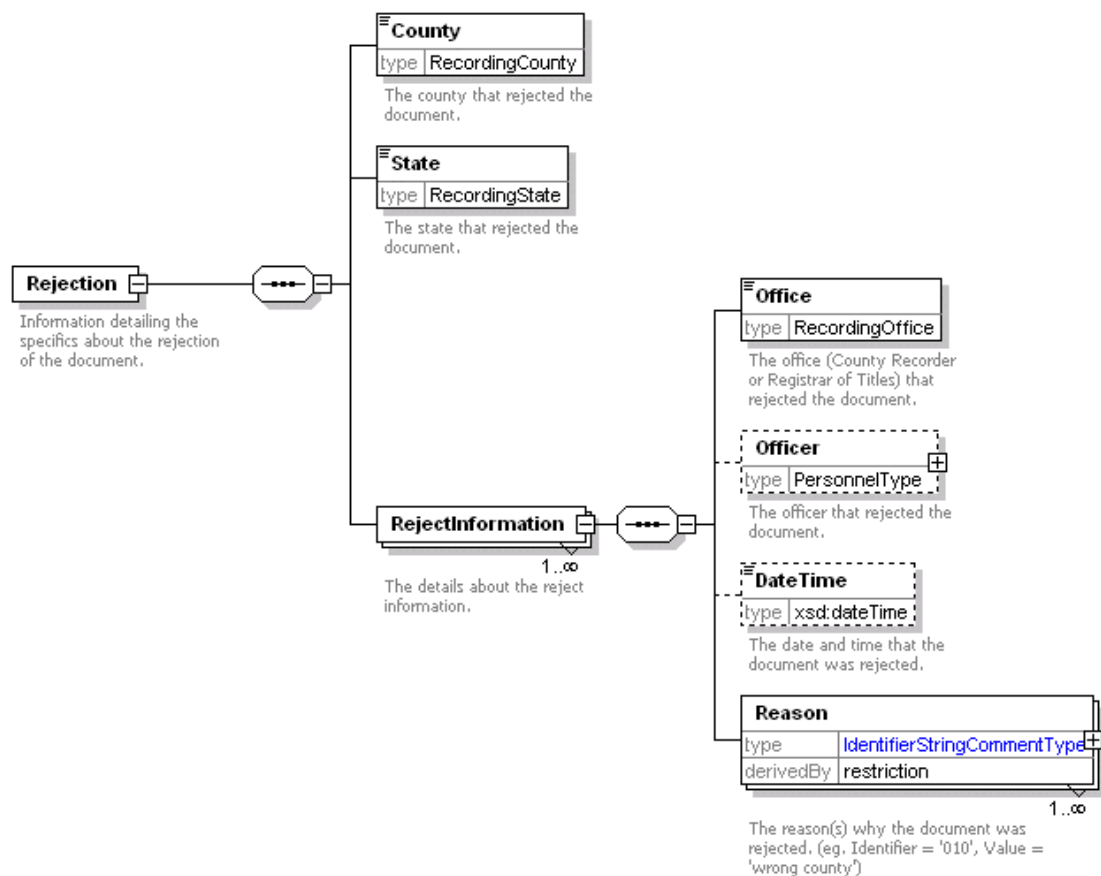 County
type RecordingCounty
The county that rejected the
document.
State
type RecordingState
The state that rejected the
document.
Rejection
Information detailing the
specifics about the rejection
of the document.
RejectInformation
1..∞
The details about the reject
information.
Office
type RecordingOffice
The office (County Recorder
or Registrar of Titles) that
rejected the document.
Officer
type PersonnelType
The officer that rejected the
document.
DateTime
type xsd:dateTime
The date and time that the
document was rejected.
Reason
type IdentifierStringCommentType
derivedBy restriction
1..∞
The reason(s) why the document was
rejected. (eg. Identifier = '010', Value =
'wrong county')